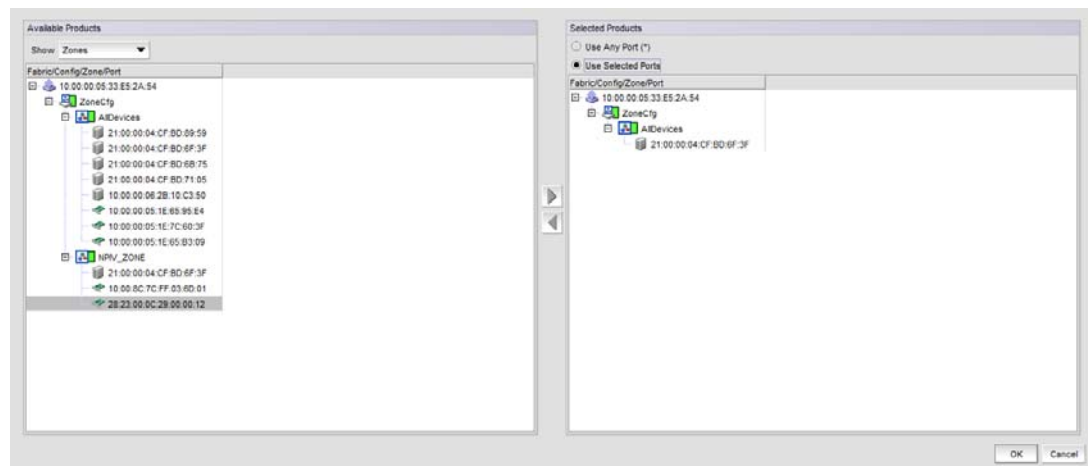 Available Products
Show Zones
Fabric/Config/Zone/Port
10:00:00:05:33:E5:2A:54
ZoneCfg
AllDevices
21:00:00:04:CF:BD:89:59
21:00:00:04:CF:BD:6F:3F
21:00:00:04:CF:BD:6B:75
21:00:00:04:CF:BD:71:05
10:00:00:06:2B:10:C3:50
10:00:00:05:1E:65:95:E4
10:00:00:05:1E:7C:60:3F
10:00:00:05:1E:65:B3:09
NPIV_ZONE
21:00:00:04:CF:BD:6F:3F
10:00:8C:7C:FF:03:6D:01
28:23:00:0C:29:00:00:12
Selected Products
Use Any Port (*)
Use Selected Ports
Fabric/Config/Zone/Port
10:00:00:05:33:E5:2A:54
ZoneCfg
AllDevices
21:00:00:04:CF:BD:6F:3F
OK Cancel